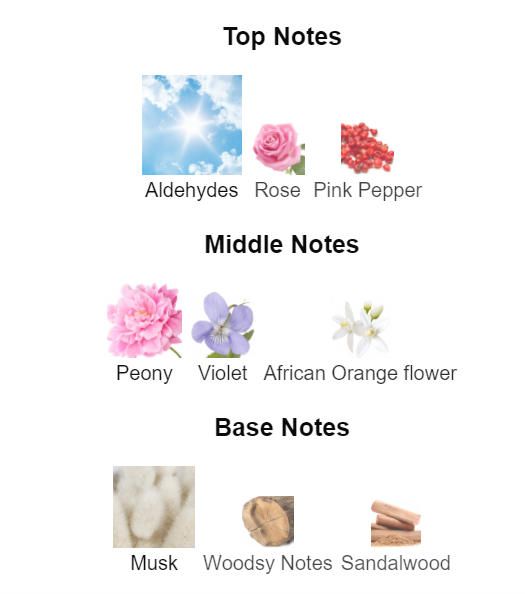 Top Notes
Aldehydes Rose Pink Pepper
Middle Notes
Peony Violet African Orange flower
Base Notes
Musk Woodsy Notes Sandalwood